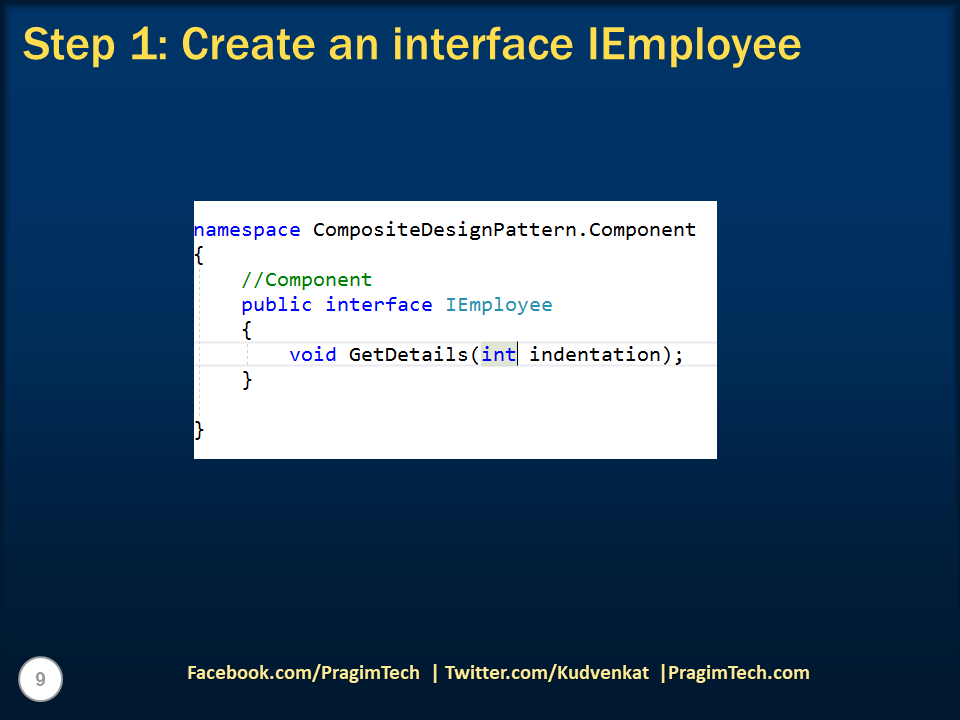 Step 1: Create an interface IEmployee
namespace CompositeDesignPattern.Component
{
//Component
public interface IEmployee
{
void GetDetails(int indentation);
}
}
9
Facebook.com/PragimTech | Twitter.com/Kudvenkat |PragimTech.com